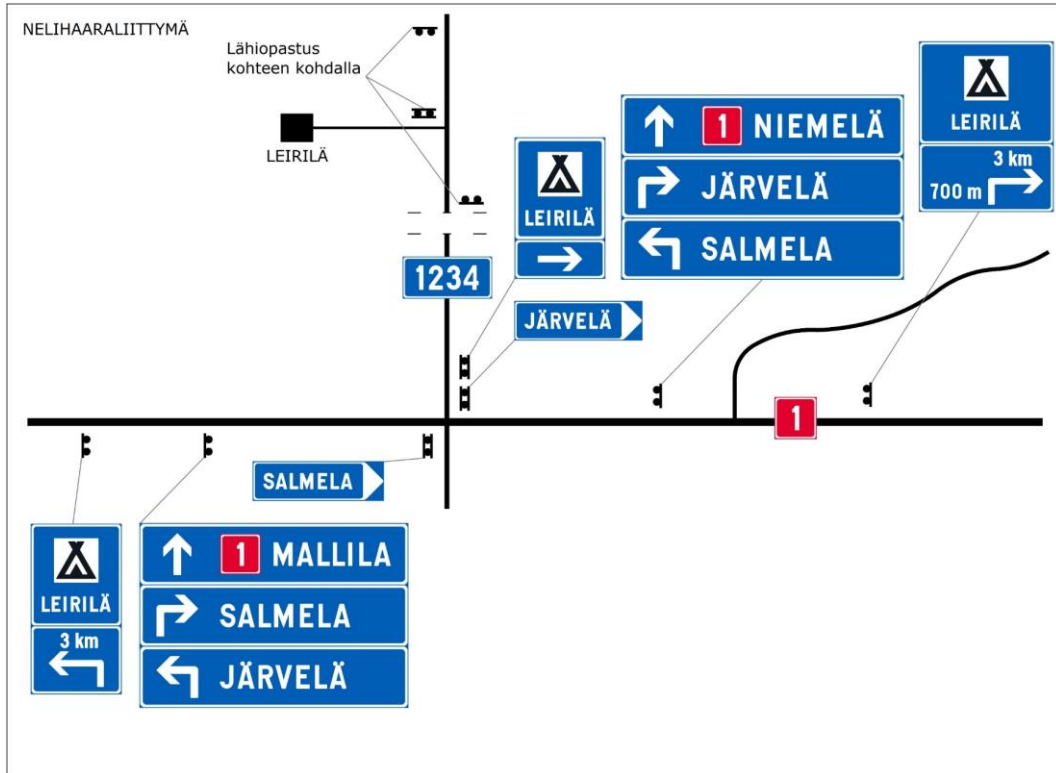 NELIHAARALIITTYMÄ
Lähiopastus
kohteen kohdalla
LEIRILÄ
LEIRILÄ
1 NIEMELÄ
JÄRVELÄ
SALMELA
LEIRILÄ
3 km
700 m
1234
JÄRVELÄ
1
SALMELA
LEIRILÄ
3 km
1 MALLILA
SALMELA
JÄRVELÄ